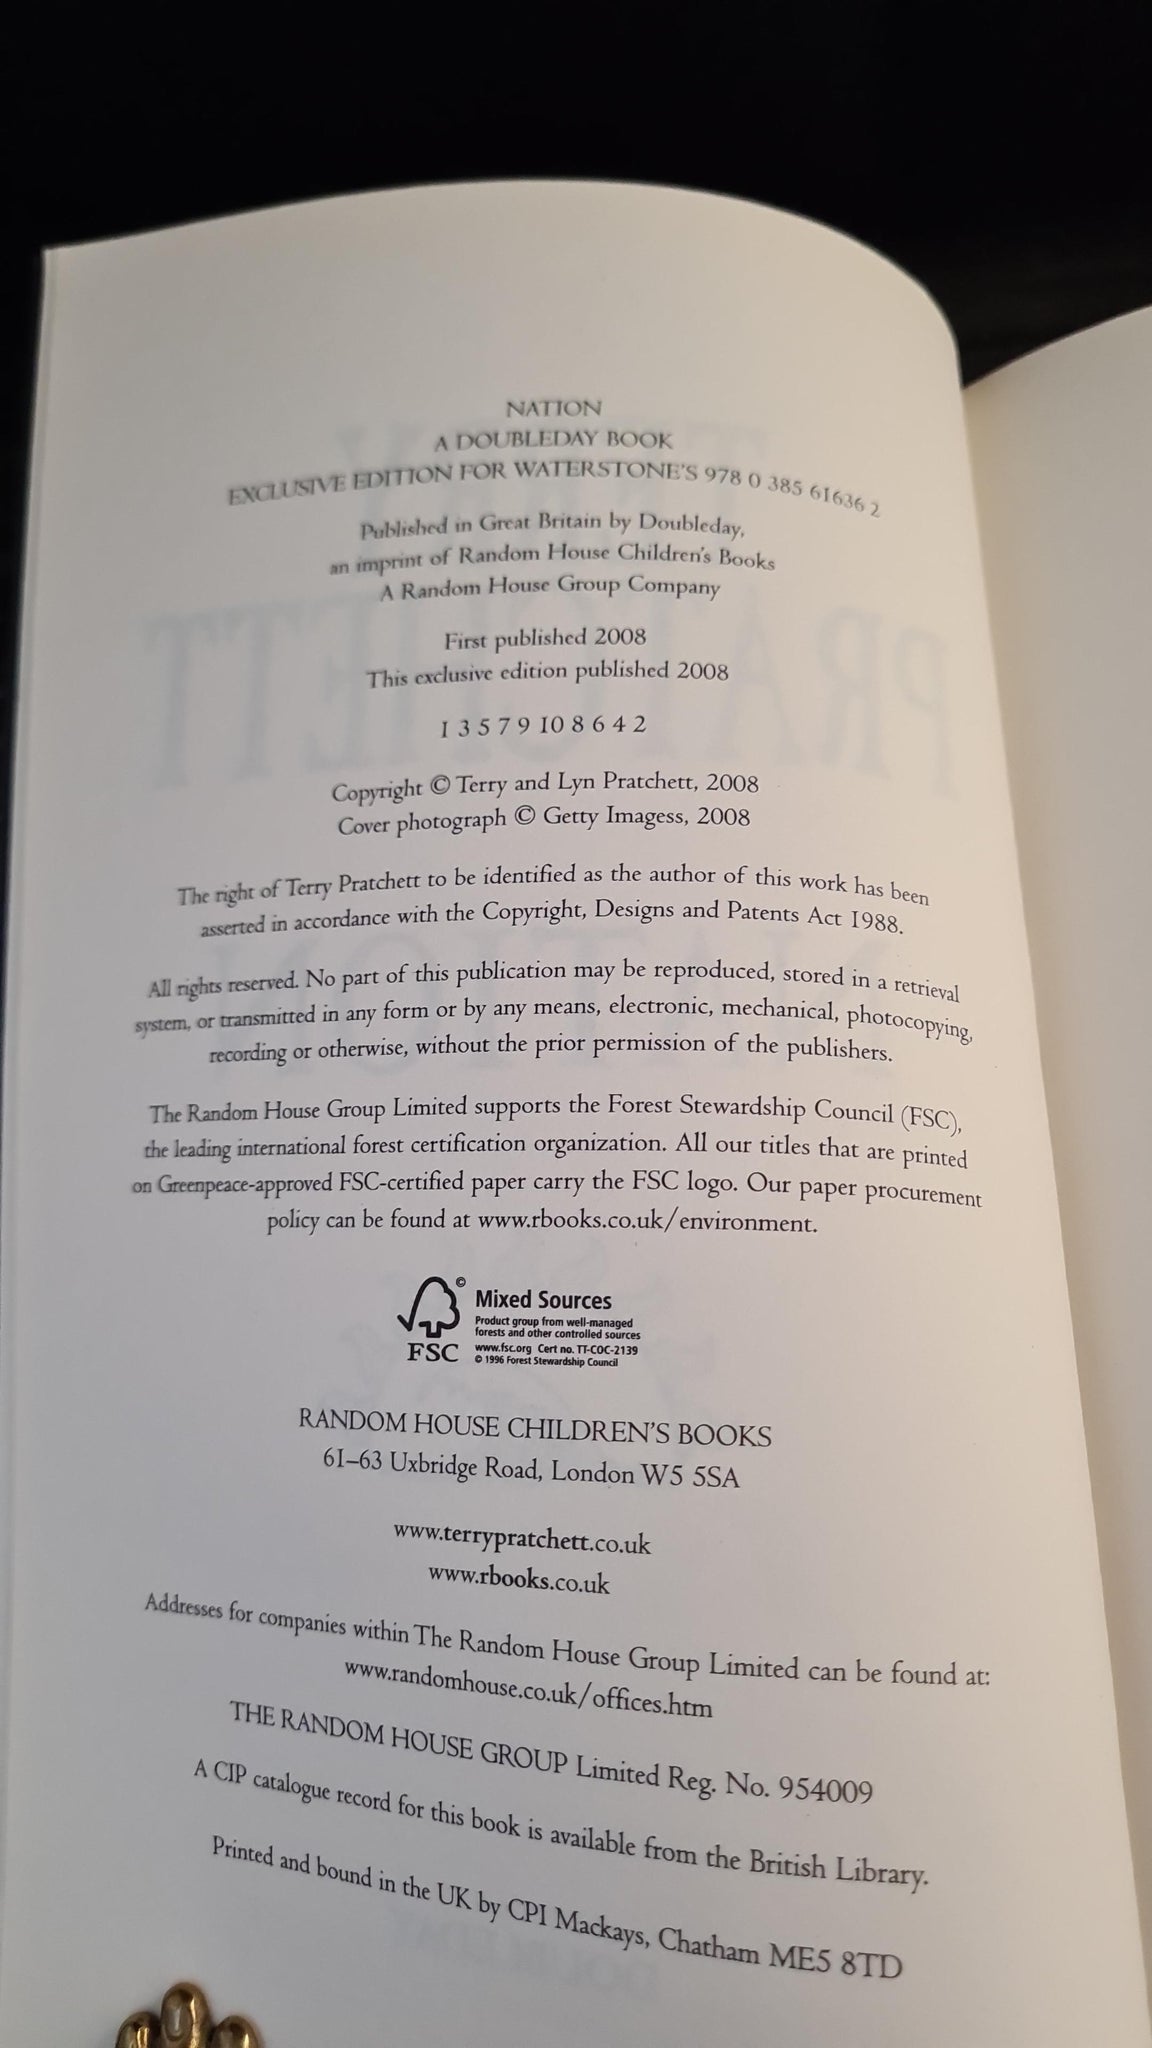 NATION
A DOUBLEDAY BOOK
EXCLUSIVE EDITION FOR WATERSTONE'S 978 0 385 61636 2
Published in Great Britain by Doubleday,
an imprint of Random House Children's Books
A Random House Group Company
First published 2008
This exclusive edition published 2008
1 3 5 7 9 10 8 6 4 2
Copyright © Terry and Lyn Pratchett, 2008
Cover photograph © Getty Imagess, 2008
The right of Terry Pratchett to be identified as the author of this work has been
asserted in accordance with the Copyright, Designs and Patents Act 1988.
All rights reserved. No part of this publication may be reproduced, stored in a retrieval
system, or transmitted in any form or by any means, electronic, mechanical, photocopying,
recording or otherwise, without the prior permission of the publishers.
The Random House Group Limited supports the Forest Stewardship Council (FSC),
the leading international forest certification organization. All our titles that are printed
on Greenpeace-approved FSC-certified paper carry the FSC logo. Our paper procurement
policy can be found at www.rbooks.co.uk/environment.
©
FSC
Mixed Sources
Product group from well-managed
forests and other controlled sources
www.fsc.org Cert no. TT-COC-2139
© 1996 Forest Stewardship Council
RANDOM HOUSE CHILDREN'S BOOKS
61–63 Uxbridge Road, London W5 5SA
www.terrypratchett.co.uk
www.rbooks.co.uk
Addresses for companies within The Random House Group Limited can be found at:
www.randomhouse.co.uk/offices.htm
THE RANDOM HOUSE GROUP Limited Reg. No. 954009
A CIP catalogue record for this book is available from the British Library.
Printed and bound in the UK by CPI Mackays, Chatham ME5 8TD